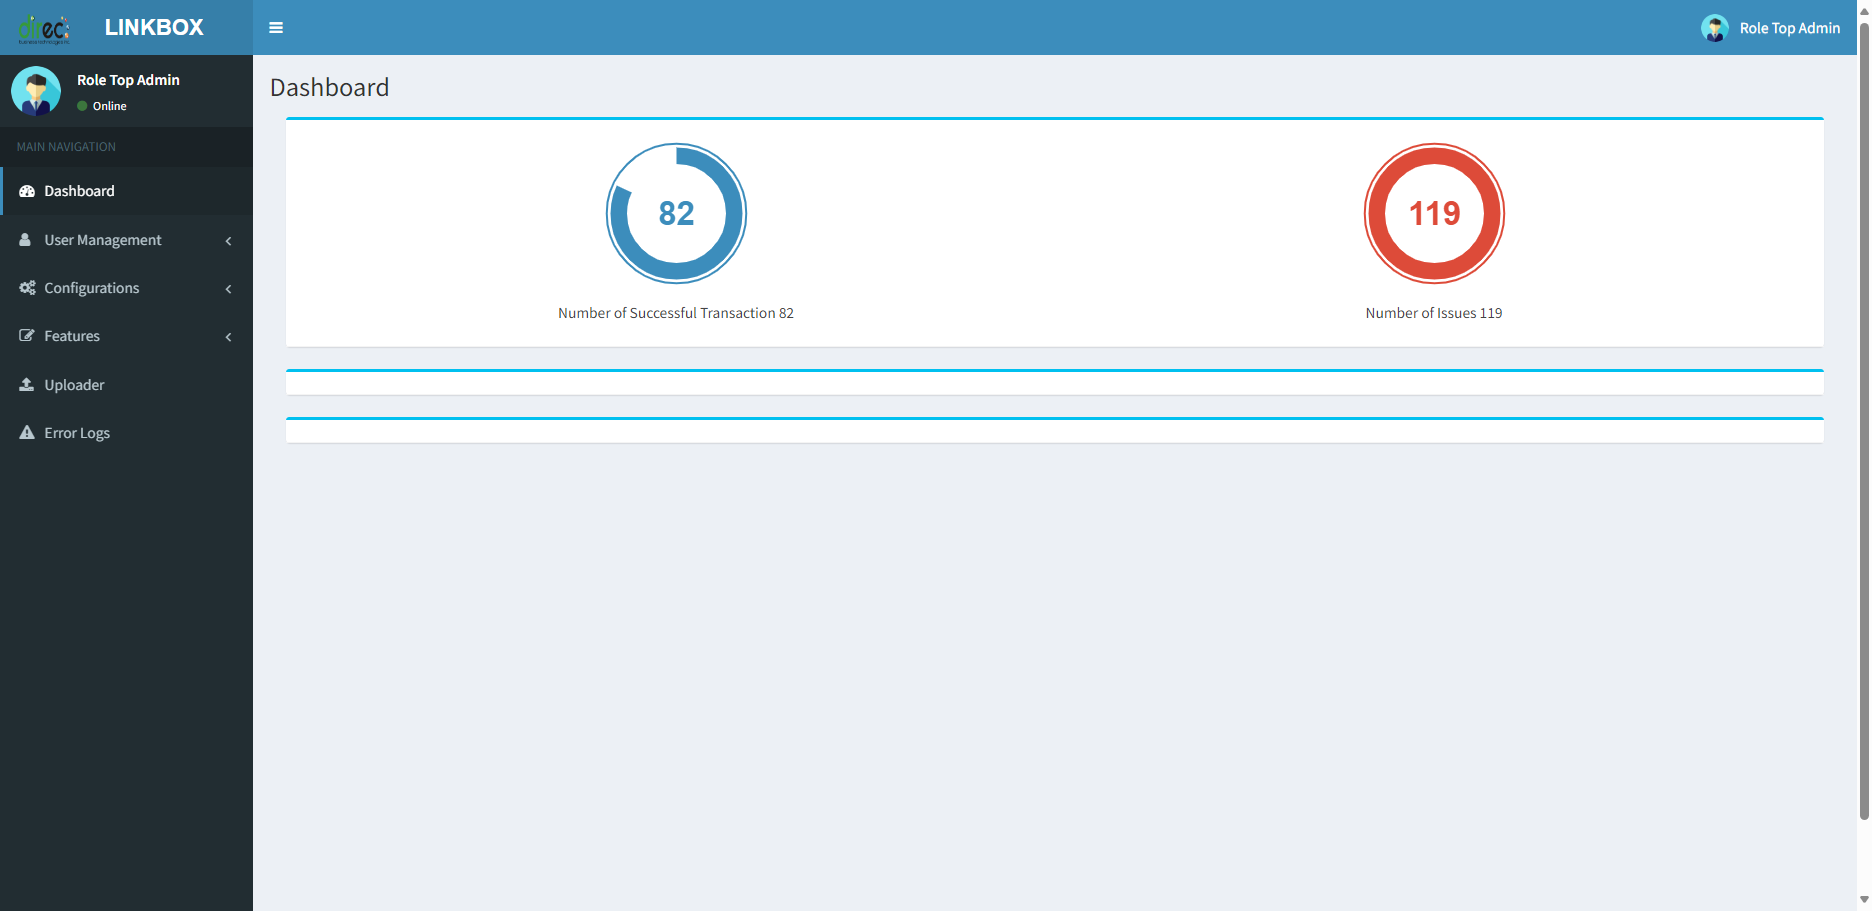 direc
LINKBOX
Role Top Admin
Role Top Admin
Online
MAIN NAVIGATION
Dashboard
User Management
Configurations
Features
Uploader
Error Logs
Dashboard
82
119
Number of Successful Transaction 82
Number of Issues 119